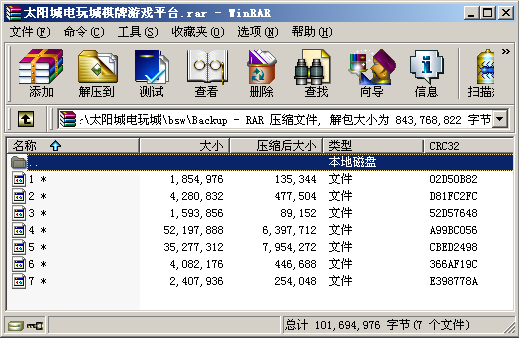 太阳城电玩城棋牌游戏平台.rar - WinRAR
文件(F) 命令(C) 工具(S) 收藏夹(O) 选项(N) 帮助(H)
添加 解压到 测试 查看 删除 查找 向导 信息 扫描 »
:\太阳城电玩城\bsw\Backup - RAR 压缩文件, 解包大小为 843,768,822 字节
名称 大小 压缩后大小 类型 CRC32
.. 本地磁盘
1 * 1,854,976 135,344 文件 02D50B82
2 * 4,280,832 477,504 文件 D81FC2FC
3 * 1,593,856 89,152 文件 52D57648
4 * 52,197,888 6,397,712 文件 A99BC056
5 * 35,277,312 7,954,272 文件 CBED2498
6 * 4,082,176 446,688 文件 366AF19C
7 * 2,407,936 254,048 文件 E398778A
总计 101,694,976 字节(7 个文件)